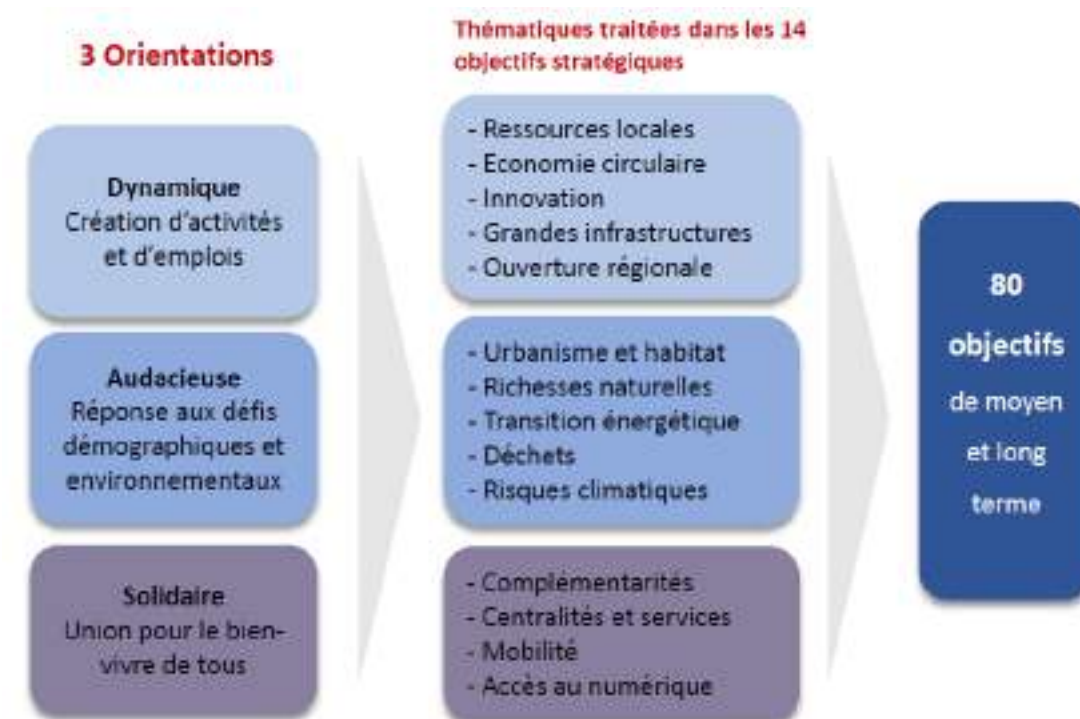 3 Orientations
Dynamique
Création d'activités
et d'emplois
Audacieuse
Réponse aux défis
démographiques et
environnementaux
Solidaire
Union pour le bien-
vivre de tous
Thématiques traitées dans les 14
objectifs stratégiques
- Ressources locales
- Economie circulaire
- Innovation
- Grandes infrastructures
- Ouverture régionale
- Urbanisme et habitat
- Richesses naturelles
- Transition énergétique
- Déchets
- Risques climatiques
- Complémentarités
- Centralités et services
- Mobilité
- Accès au numérique
80
objectifs
de moyen
et long
terme